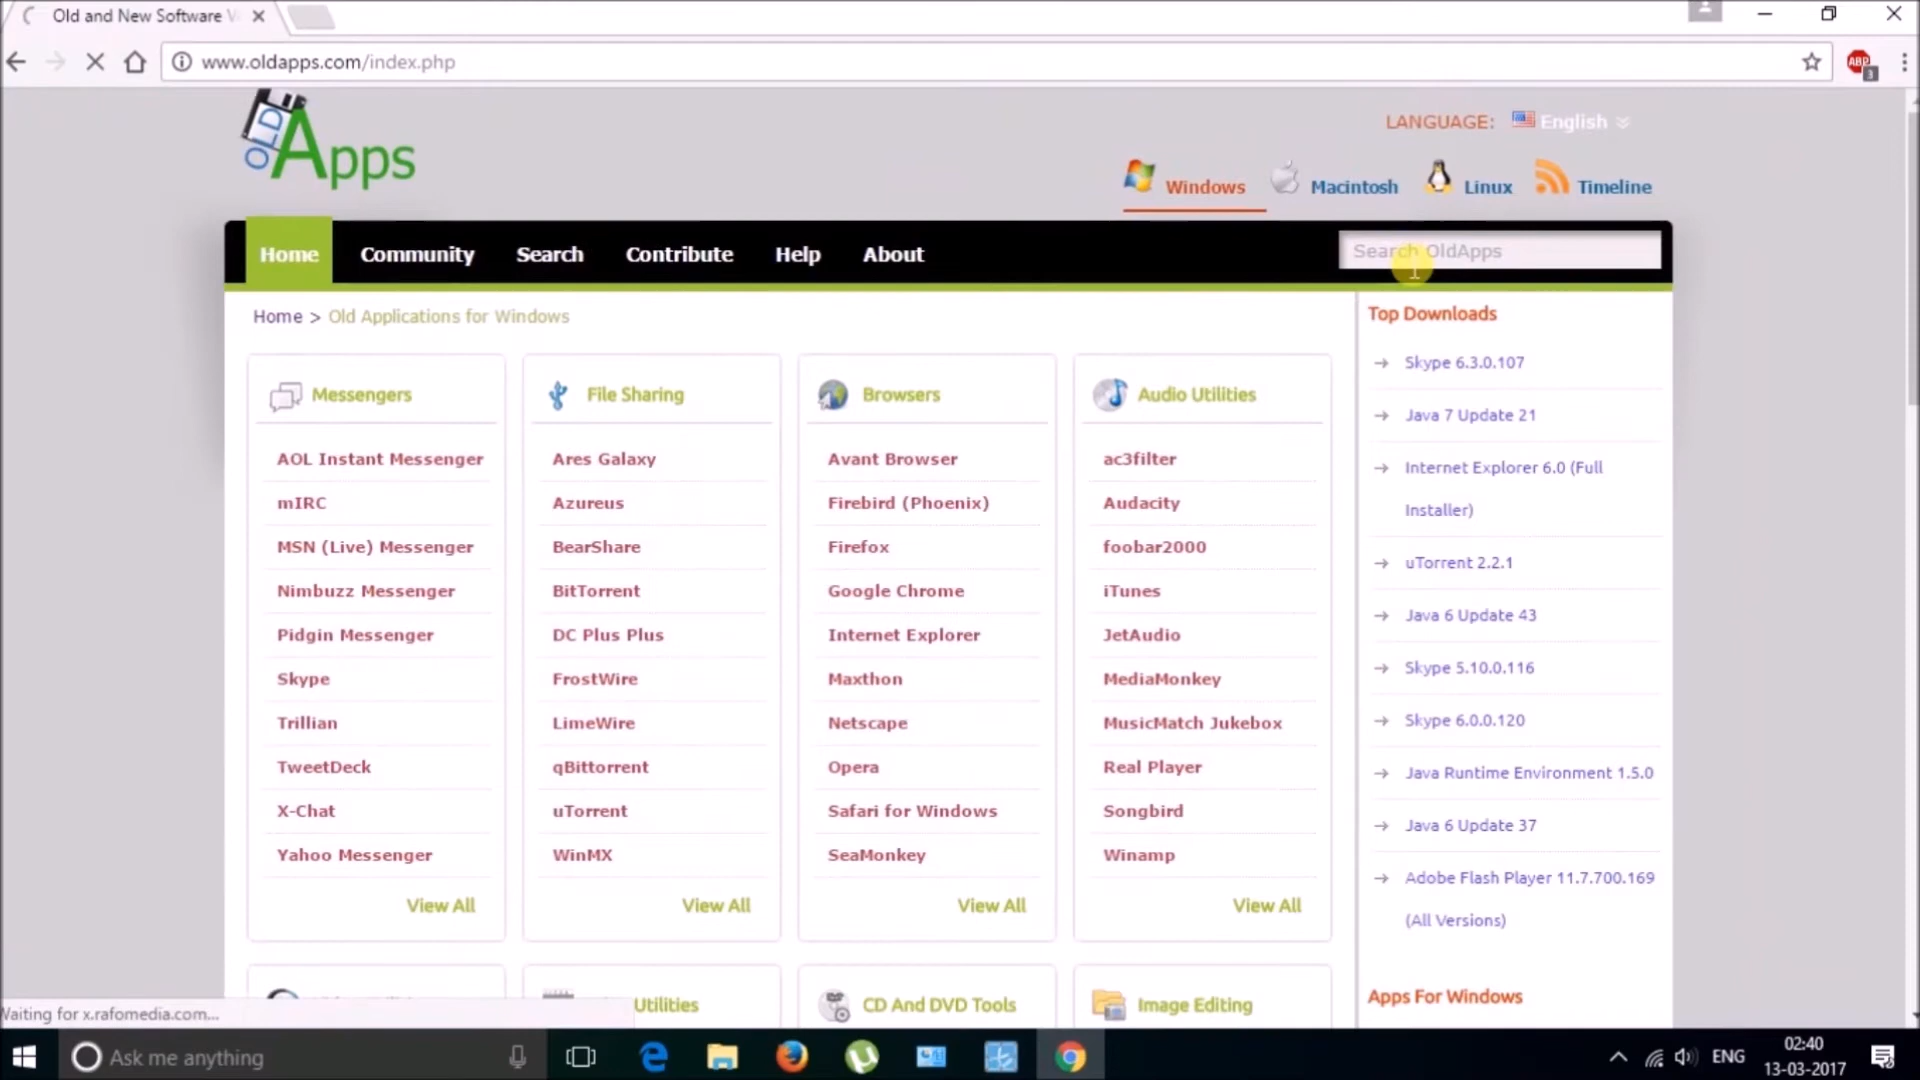 Old and New Software V
www.oldapps.com/index.php
ABP
3
OLD
Apps
LANGUAGE: English
Windows Macintosh Linux Timeline
Home Community Search Contribute Help About
Search OldApps
Home > Old Applications for Windows
Messengers
AOL Instant Messenger
mIRC
MSN (Live) Messenger
Nimbuzz Messenger
Pidgin Messenger
Skype
Trillian
TweetDeck
X-Chat
Yahoo Messenger
View All
File Sharing
Ares Galaxy
Azureus
BearShare
BitTorrent
DC Plus Plus
FrostWire
LimeWire
qBittorrent
uTorrent
WinMX
View All
Browsers
Avant Browser
Firebird (Phoenix)
Firefox
Google Chrome
Internet Explorer
Maxthon
Netscape
Opera
Safari for Windows
SeaMonkey
View All
Audio Utilities
ac3filter
Audacity
foobar2000
iTunes
JetAudio
MediaMonkey
MusicMatch Jukebox
Real Player
Songbird
Winamp
View All
Top Downloads
Skype 6.3.0.107
Java 7 Update 21
Internet Explorer 6.0 (Full
Installer)
uTorrent 2.2.1
Java 6 Update 43
Skype 5.10.0.116
Skype 6.0.0.120
Java Runtime Environment 1.5.0
Java 6 Update 37
Adobe Flash Player 11.7.700.169
(All Versions)
Apps For Windows
Utilities
CD And DVD Tools
Image Editing
Waiting for x.rafomedia.com...
Ask me anything
ENG
02:40
13-03-2017